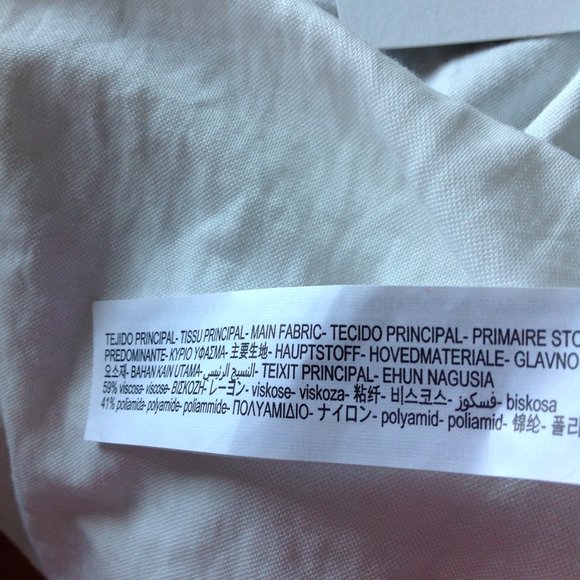 TEJIDO PRINCIPAL- TISSU PRINCIPAL- MAIN FABRIC- TECIDO PRINCIPAL- PRIMAIRE STO
PREDOMINANTE- ΚΥΡΙΟ ΥΦΑΣΜΑ- 主要生地- HAUPTSTOFF- HOVEDMATERIALE- GLAVNO
요소재- BAHAN KAIN UTAMA- النسيج الرئيسي- TEIXIT PRINCIPAL- EHUN NAGUSIA
59% viscosa- viscose- ΒΙΣΚΟΖΗ- レーヨン- viskose- viskoza- 粘纤- 비스코스- فسكوز- biskosa
41% poliamida- polyamide- poliammide- ΠΟΛΥΑΜΙΔΙΟ- ナイロン- polyamid- poliamid- 锦纶- 폴리